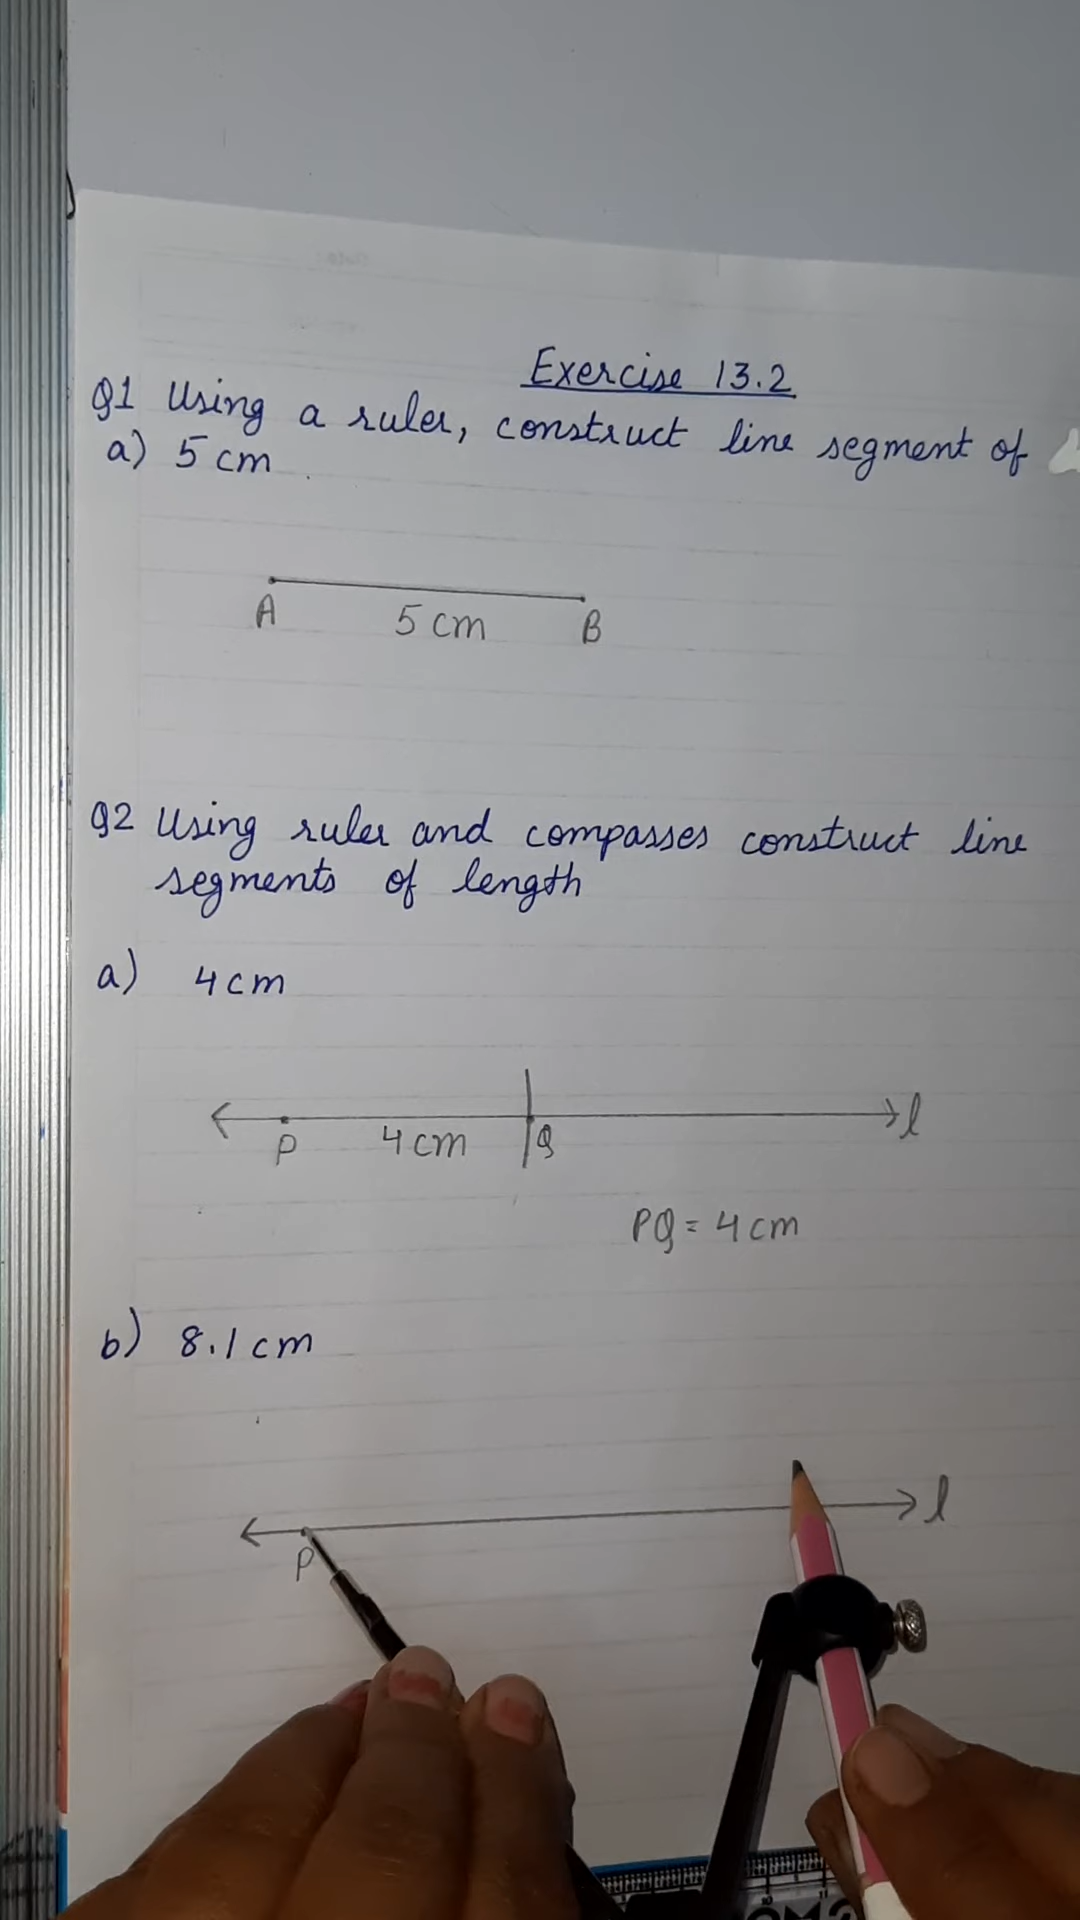 Exercise 13.2
Q1 Using a ruler, construct line segment of
a) 5 cm
A 5 cm B
Q2 Using ruler and compasses construct line
segments of length
a) 4 cm
P 4 cm Q l
PQ = 4 cm
b) 8.1 cm
P l